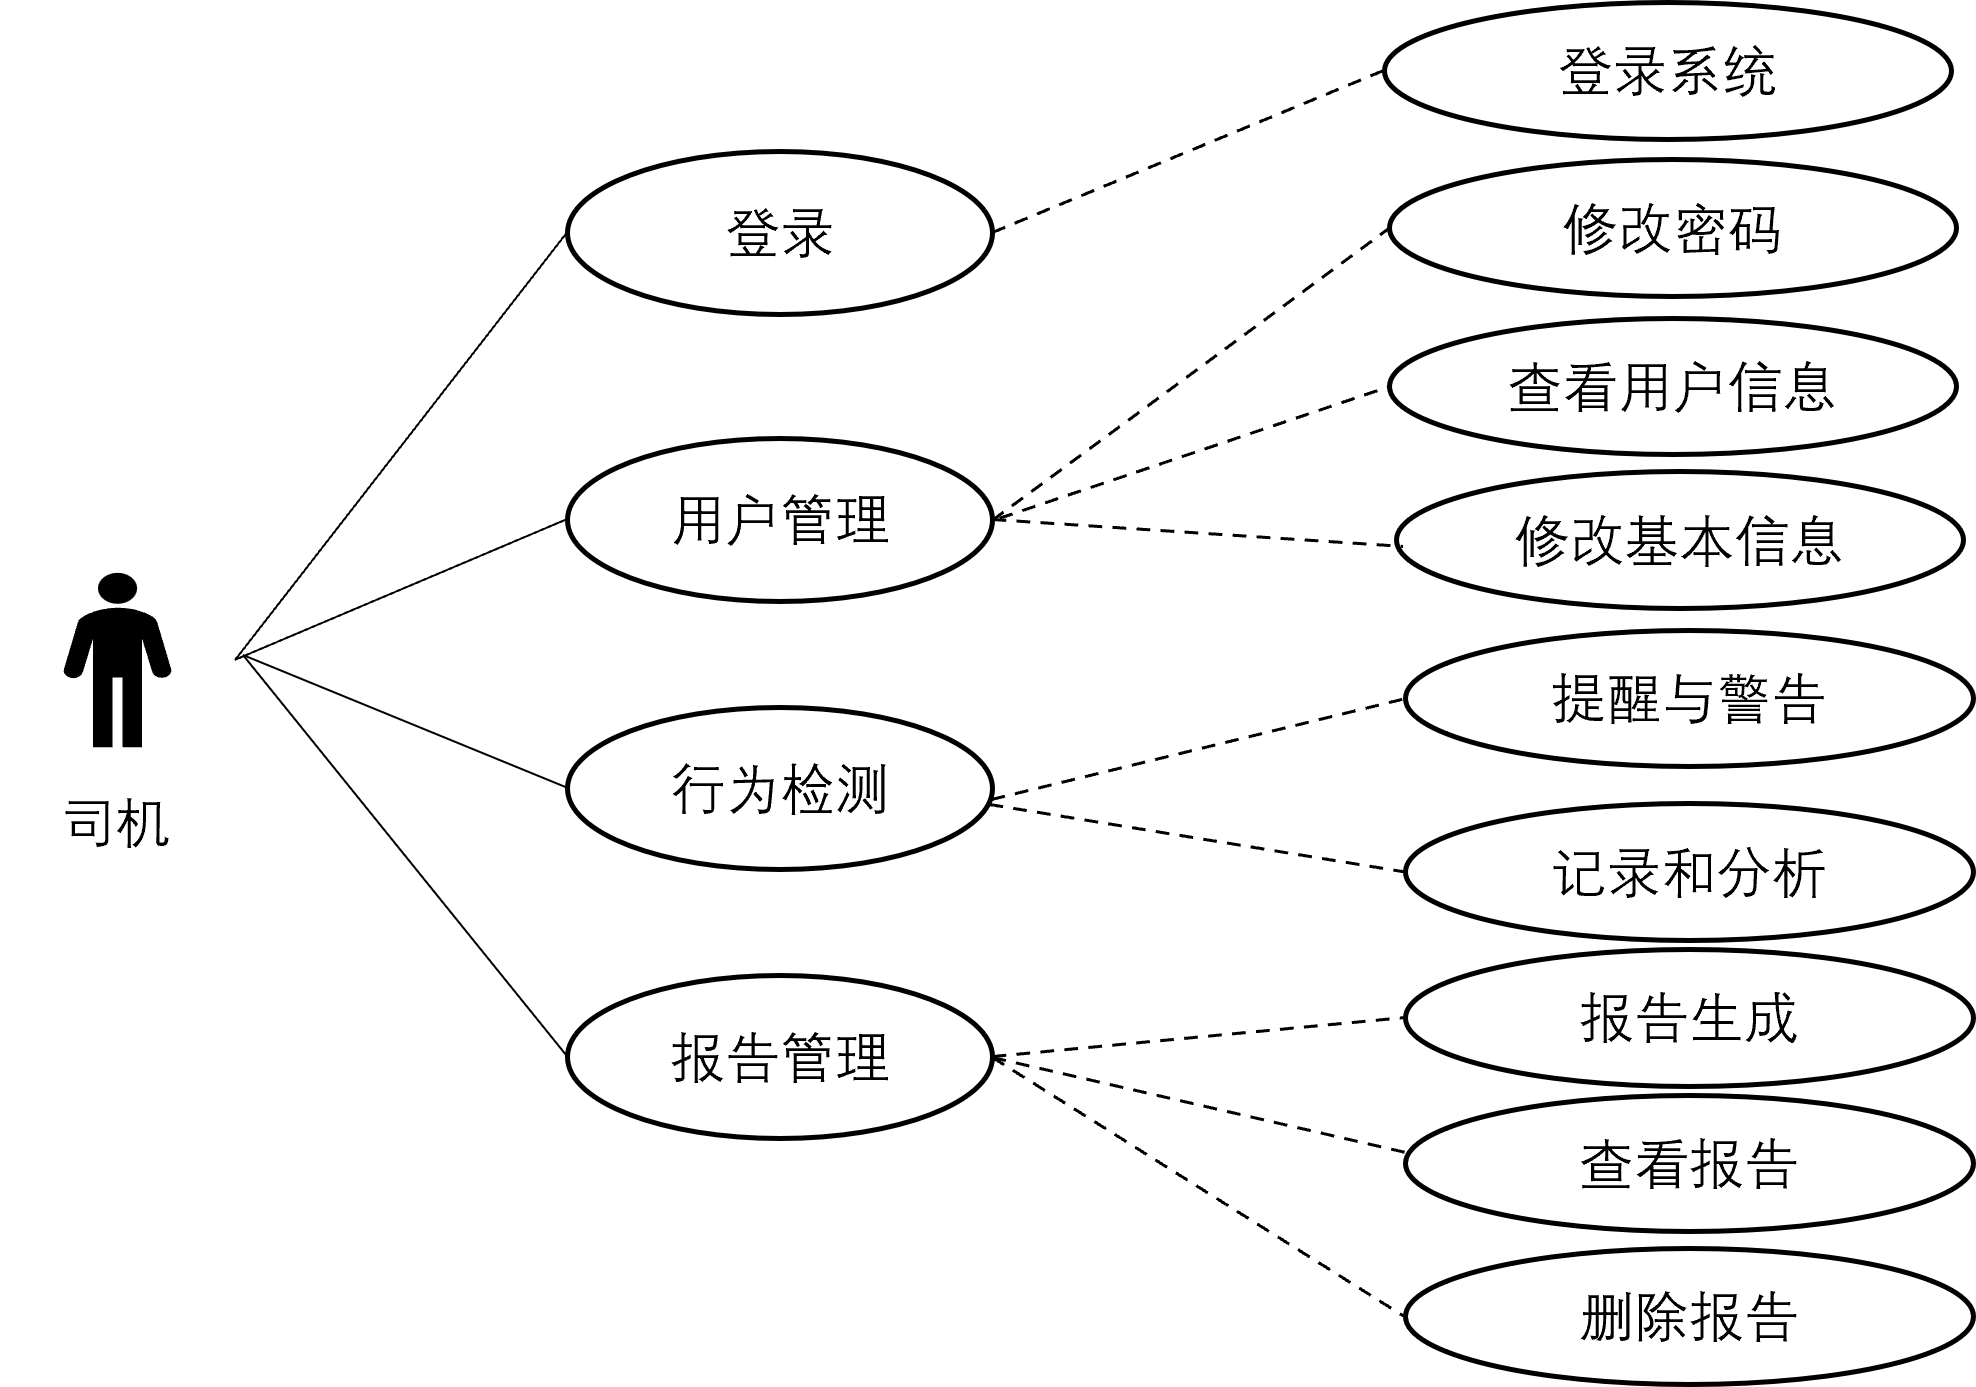 司机
登录
用户管理
行为检测
报告管理
登录系统
修改密码
查看用户信息
修改基本信息
提醒与警告
记录和分析
报告生成
查看报告
删除报告